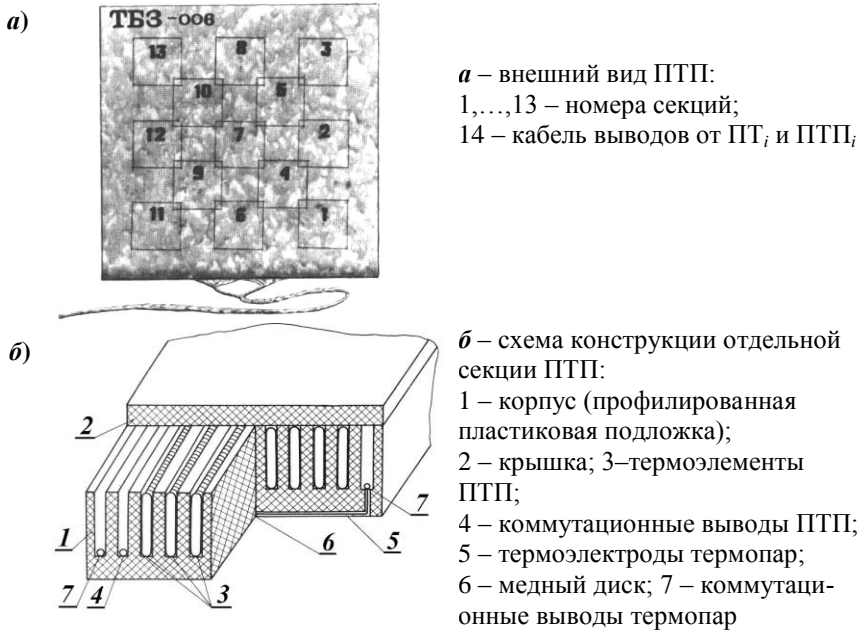 а)
ТБЗ-006
13 8 3
10 5
12 7 2
9 4
11 6 1
а – внешний вид ПТП:
1,…,13 – номера секций;
14 – кабель выводов от ПТi и ПТПi
б)
2
1
7 4 3
6 5
7
б – схема конструкции отдельной
секции ПТП:
1 – корпус (профилированная
пластиковая подложка);
2 – крышка; 3–термоэлементы
ПТП;
4 – коммутационные выводы ПТП;
5 – термоэлектроды термопар;
6 – медный диск; 7 – коммутаци-
онные выводы термопар